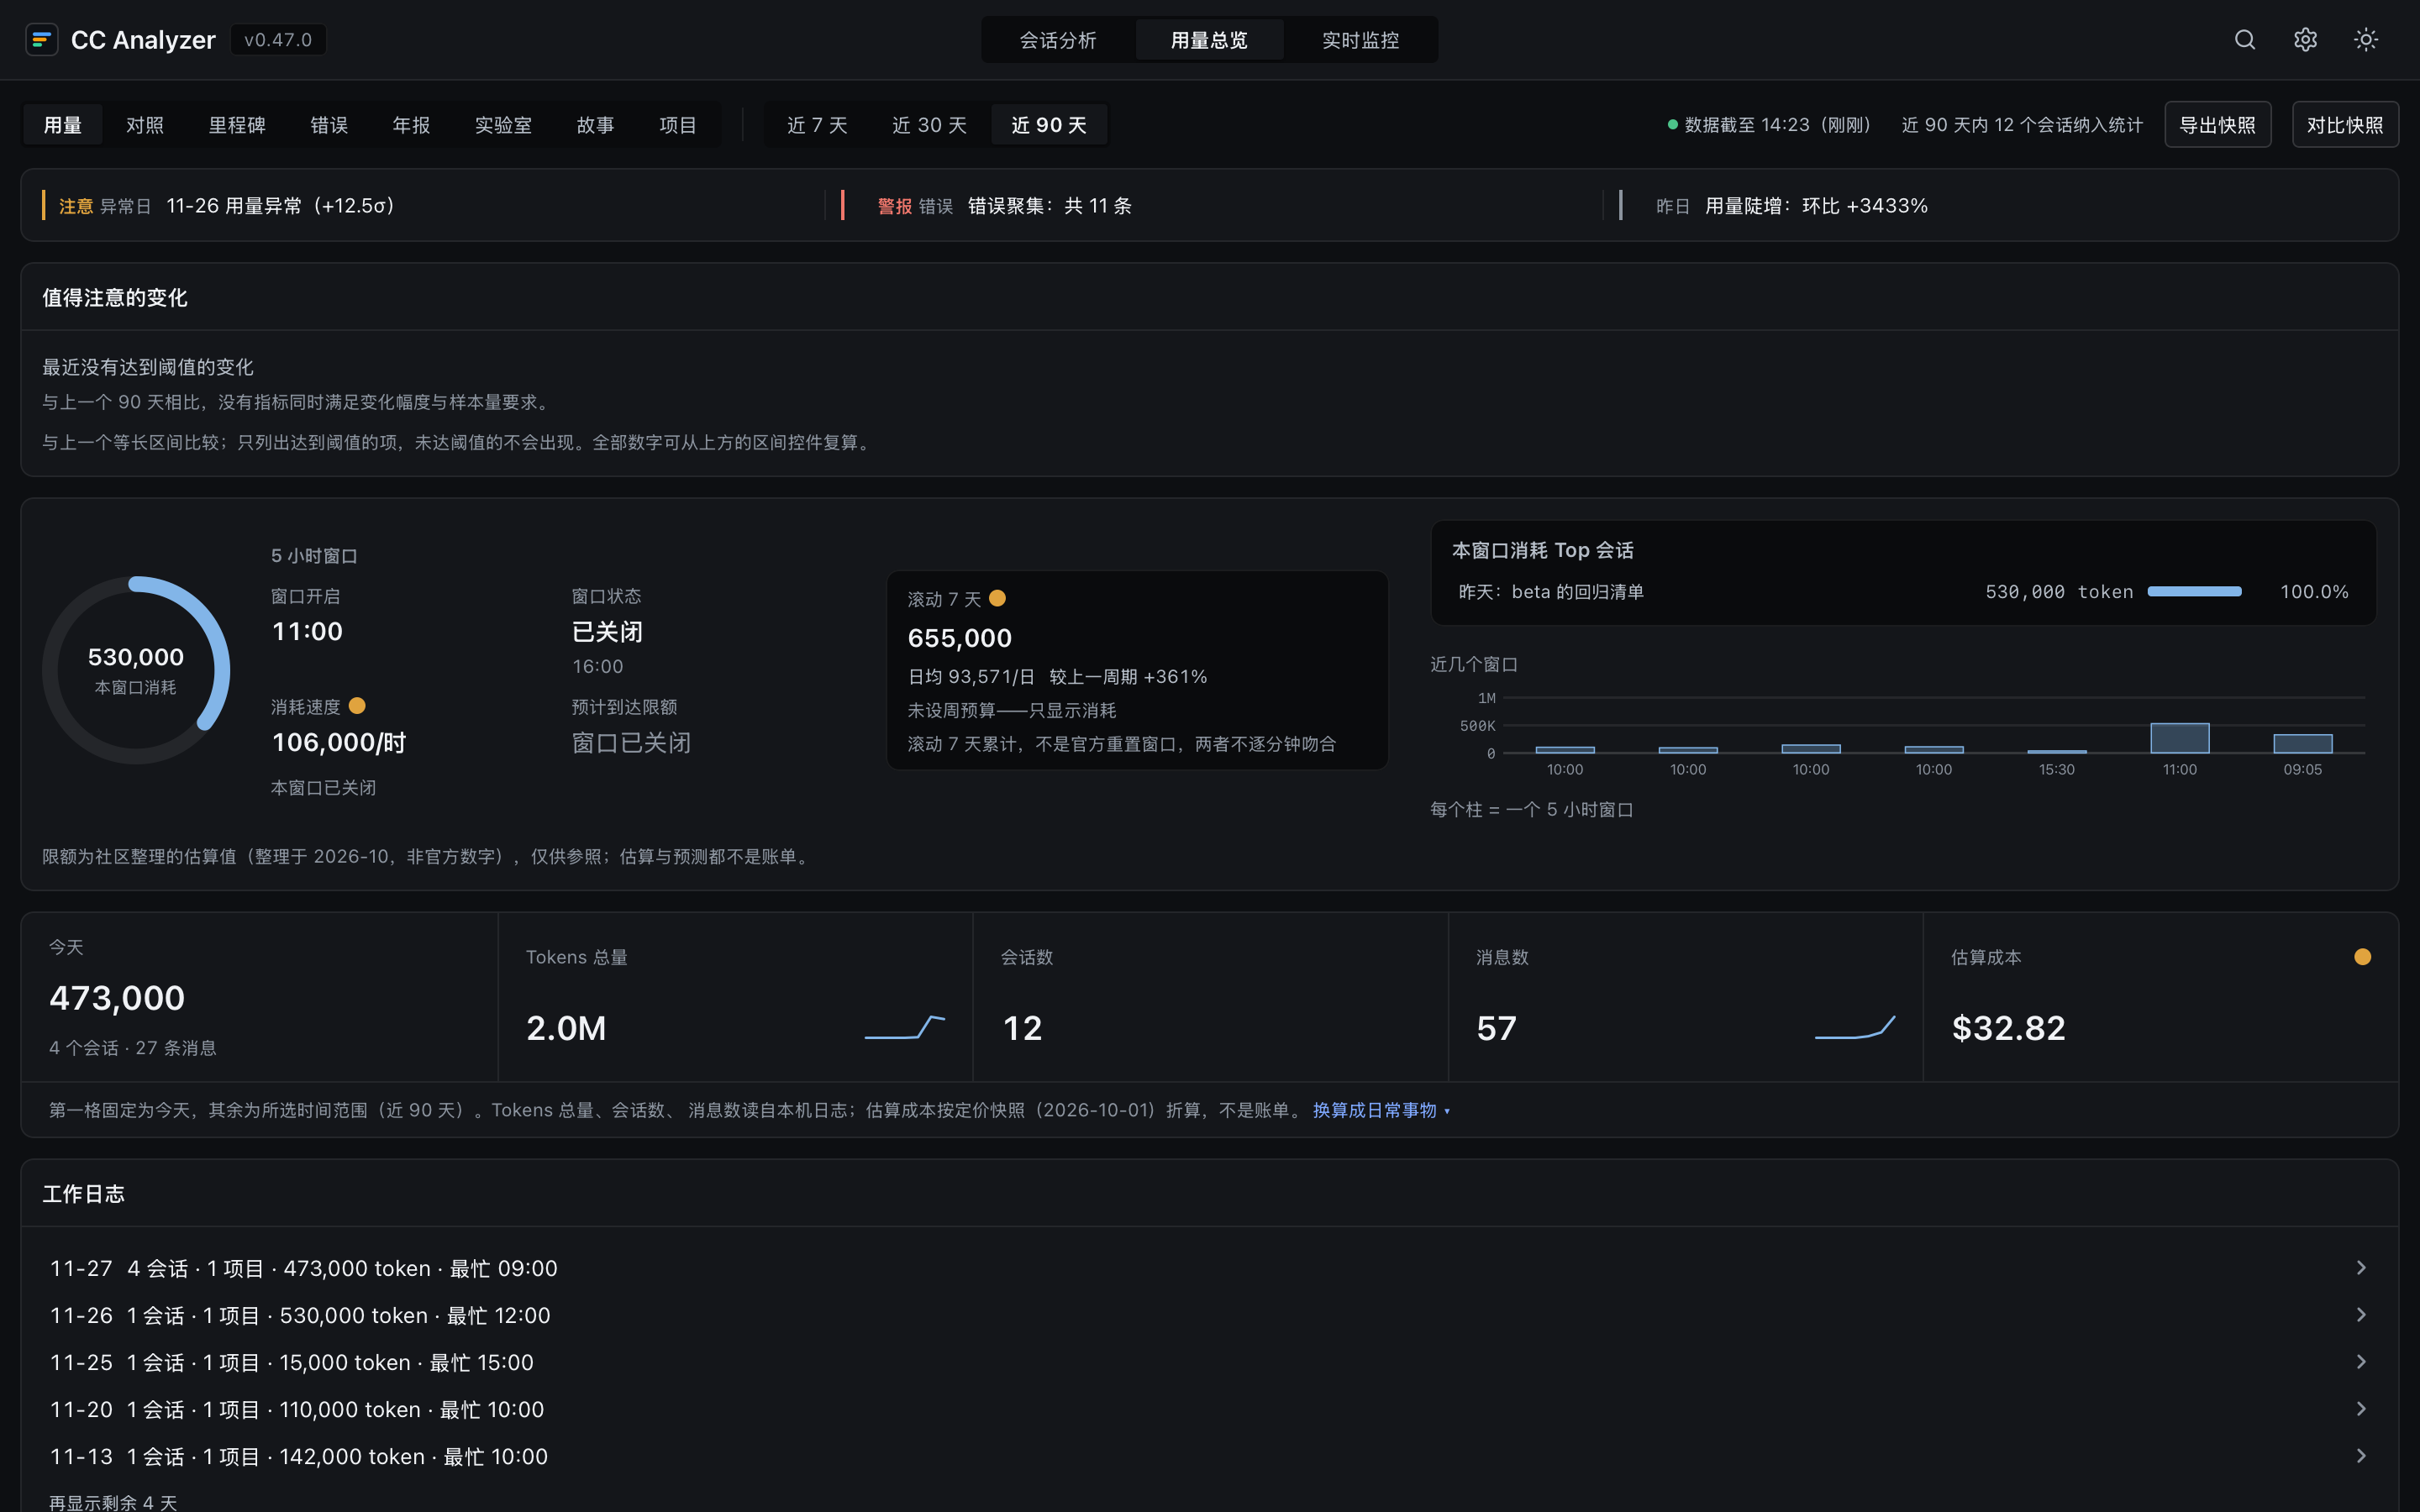 CC Analyzer v0.47.0
会话分析 用量总览 实时监控
用量 对照 里程碑 错误 年报 实验室 故事 项目 近 7 天 近 30 天 近 90 天
数据截至 14:23（刚刚） 近 90 天内 12 个会话纳入统计 导出快照 对比快照
注意 异常日 11-26 用量异常（+12.5σ） 警报 错误 错误聚集：共 11 条 昨日 用量陡增：环比 +3433%
值得注意的变化
最近没有达到阈值的变化
与上一个 90 天相比，没有指标同时满足变化幅度与样本量要求。
与上一个等长区间比较；只列出达到阈值的项，未达阈值的不会出现。全部数字可从上方的区间控件复算。
530,000
本窗口消耗
5 小时窗口
窗口开启
11:00
窗口状态
已关闭
16:00
消耗速度
106,000/时
本窗口已关闭
预计到达限额
窗口已关闭
滚动 7 天
655,000
日均 93,571/日 较上一周期 +361%
未设周预算——只显示消耗
滚动 7 天累计，不是官方重置窗口，两者不逐分钟吻合
本窗口消耗 Top 会话
昨天：beta 的回归清单 530,000 token 100.0%
近几个窗口
1M
500K
0
10:00 10:00 10:00 10:00 15:30 11:00 09:05
每个柱 = 一个 5 小时窗口
限额为社区整理的估算值（整理于 2026-10，非官方数字），仅供参照；估算与预测都不是账单。
今天
473,000
4 个会话 · 27 条消息
Tokens 总量
2.0M
会话数
12
消息数
57
估算成本
$32.82
第一格固定为今天，其余为所选时间范围（近 90 天）。Tokens 总量、会话数、 消息数读自本机日志；估算成本按定价快照（2026-10-01）折算，不是账单。 换算成日常事物 ▾
工作日志
11-27 4 会话 · 1 项目 · 473,000 token · 最忙 09:00
11-26 1 会话 · 1 项目 · 530,000 token · 最忙 12:00
11-25 1 会话 · 1 项目 · 15,000 token · 最忙 15:00
11-20 1 会话 · 1 项目 · 110,000 token · 最忙 10:00
11-13 1 会话 · 1 项目 · 142,000 token · 最忙 10:00
再显示剩余 4 天